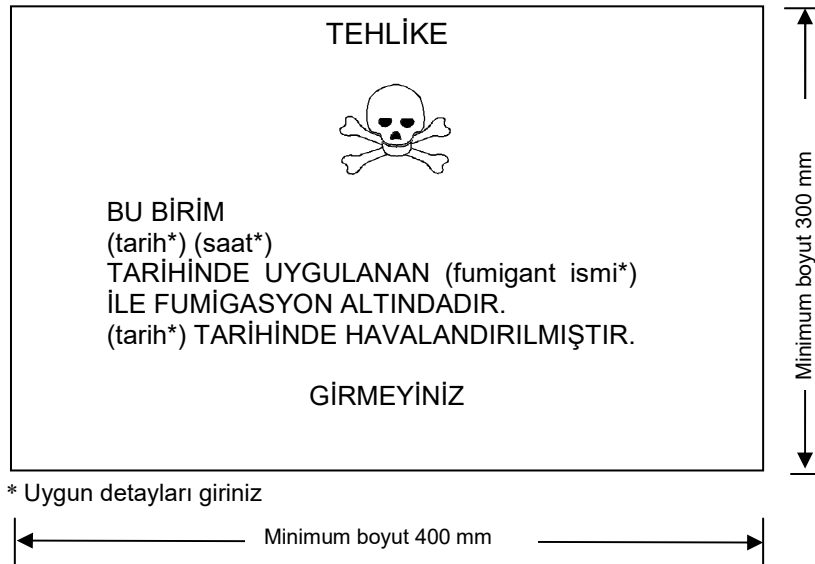 TEHLİKE
BU BİRİM
(tarih*) (saat*)
TARİHİNDE UYGULANAN (fumigant ismi*)
İLE FUMİGASYON ALTINDADIR.
(tarih*) TARİHİNDE HAVALANDIRILMIŞTIR.
GİRMEYİNİZ
Minimum boyut 300 mm
* Uygun detayları giriniz
Minimum boyut 400 mm